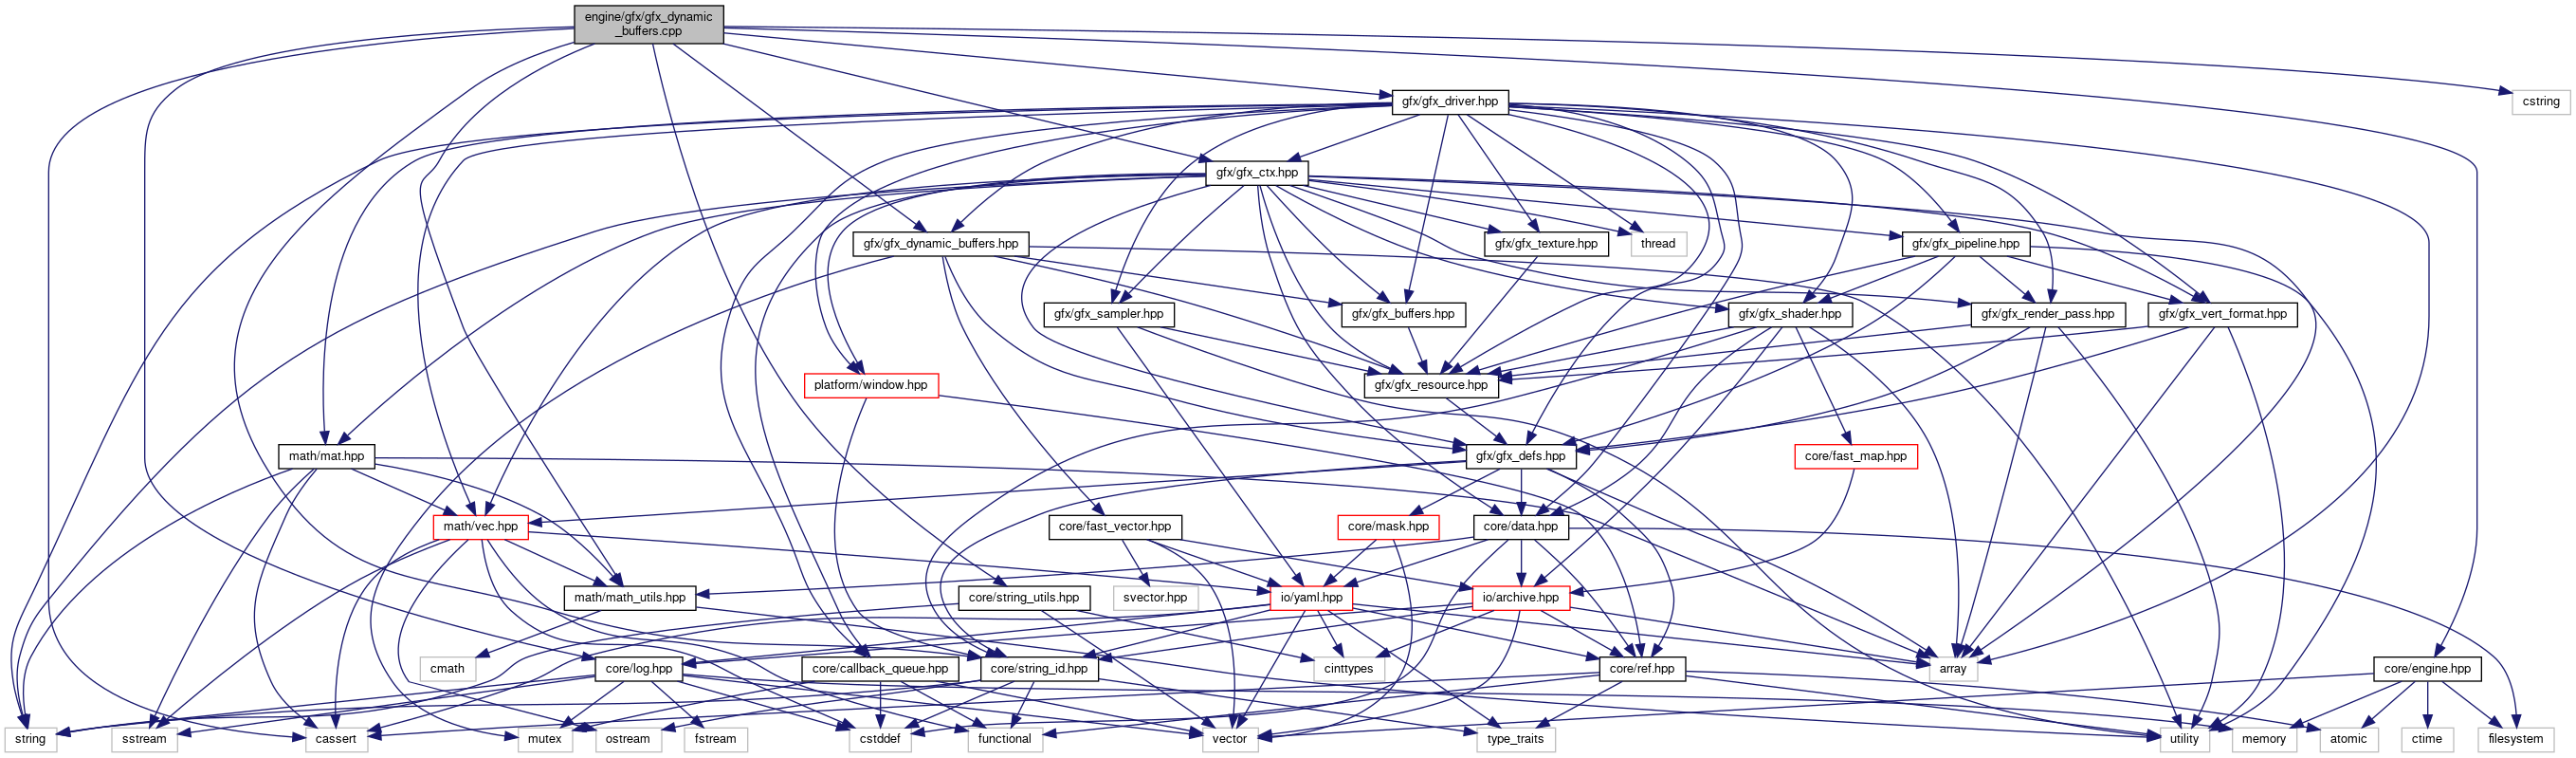 engine/gfx/gfx_dynamic
_buffers.cpp
gfx/gfx_driver.hpp
cstring
gfx/gfx_ctx.hpp
gfx/gfx_dynamic_buffers.hpp
gfx/gfx_texture.hpp
thread
gfx/gfx_pipeline.hpp
gfx/gfx_sampler.hpp
gfx/gfx_buffers.hpp
gfx/gfx_shader.hpp
gfx/gfx_render_pass.hpp
gfx/gfx_vert_format.hpp
platform/window.hpp
gfx/gfx_resource.hpp
math/mat.hpp
gfx/gfx_defs.hpp
core/fast_map.hpp
math/vec.hpp
core/fast_vector.hpp
core/mask.hpp
core/data.hpp
math/math_utils.hpp
core/string_utils.hpp
svector.hpp
io/yaml.hpp
io/archive.hpp
cmath
core/log.hpp
core/callback_queue.hpp
core/string_id.hpp
cinttypes
core/ref.hpp
array
core/engine.hpp
string
sstream
cassert
mutex
ostream
fstream
cstddef
functional
vector
type_traits
utility
memory
atomic
ctime
filesystem